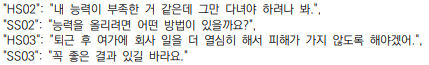 "HS02": "내 능력이 부족한 거 같은데 그만 다녀야 하려나 봐.",
"SS02": "능력을 올리려면 어떤 방법이 있을까요?",
"HS03": "퇴근 후 여가에 회사 일을 더 열심히 해서 피해가 가지 않도록 해야겠어.",
"SS03": "꼭 좋은 결과 있길 바라요."